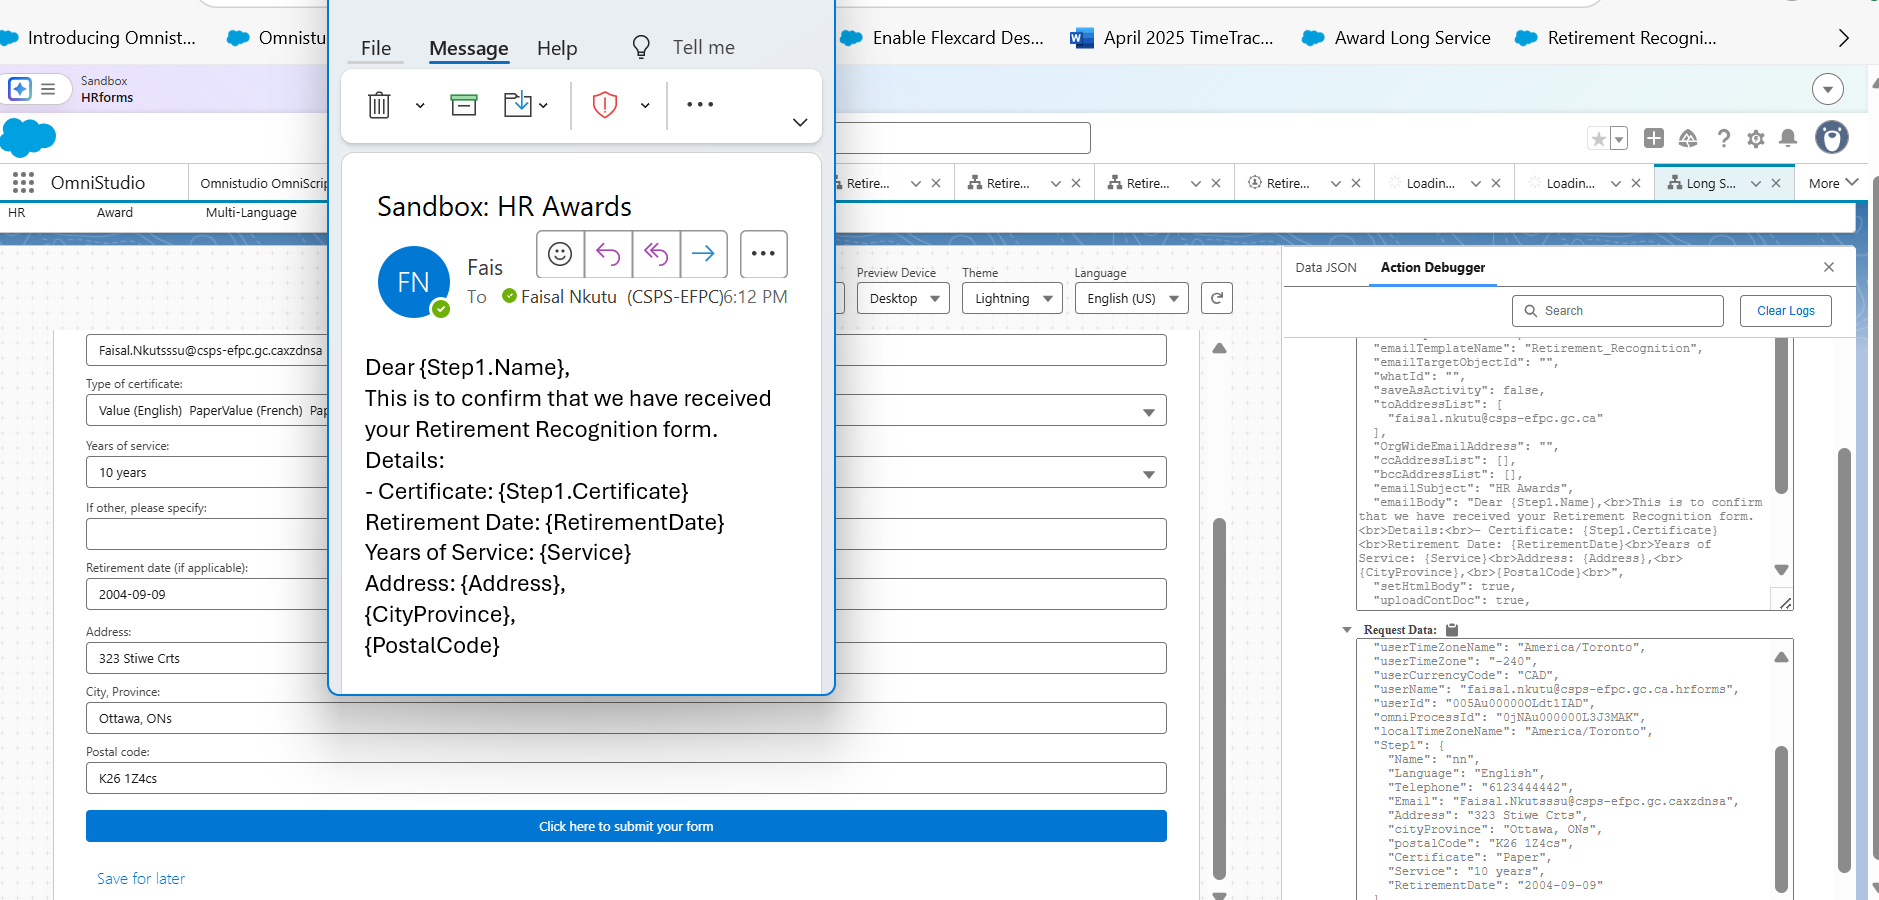 Introducing Omnist...
Omnistu
Enable Flexcard Des...
April 2025 TimeTrac...
Award Long Service
Retirement Recogni...
Sandbox
HRforms
OmniStudio
Omnistudio OmniScrip
Retire...
Retire...
Retire...
Retire...
Loadin...
Loadin...
Long S...
More
HR
Award
Multi-Language
File
Message
Help
Tell me
Sandbox: HR Awards
FN
Fais
To
Faisal Nkutu (CSPS-EFPC)
6:12 PM
Dear {Step1.Name},
This is to confirm that we have received
your Retirement Recognition form.
Details:
- Certificate: {Step1.Certificate}
Retirement Date: {RetirementDate}
Years of Service: {Service}
Address: {Address},
{CityProvince},
{PostalCode}
Preview Device
Theme
Language
Desktop
Lightning
English (US)
Faisal.Nkutsssu@csps-efpc.gc.caxzdnsa
Type of certificate:
Value (English) PaperValue (French) Pap
Years of service:
10 years
If other, please specify:
Retirement date (if applicable):
2004-09-09
Address:
323 Stiwe Crts
City, Province:
Ottawa, ONs
Postal code:
K26 1Z4cs
Click here to submit your form
Save for later
Data JSON
Action Debugger
Search
Clear Logs
"emailTemplateName": "Retirement_Recognition",
"emailTargetObjectId": "",
"whatId": "",
"saveAsActivity": false,
"toAddressList": [
"faisal.nkutu@csps-efpc.gc.ca"
],
"OrgWideEmailAddress": "",
"ccAddressList": [],
"bccAddressList": [],
"emailSubject": "HR Awards",
"emailBody": "Dear {Step1.Name},<br>This is to confirm
that we have received your Retirement Recognition form.
<br>Details:<br>- Certificate: {Step1.Certificate}
<br>Retirement Date: {RetirementDate}<br>Years of
Service: {Service}<br>Address: {Address},<br>
{CityProvince},<br>{PostalCode}<br>",
"setHtmlBody": true,
"uploadContDoc": true,
Request Data:
"userTimeZoneName": "America/Toronto",
"userTimeZone": "-240",
"userCurrencyCode": "CAD",
"userName": "faisal.nkutu@csps-efpc.gc.ca.hrforms",
"userId": "005Au00000OLdt1IAD",
"omniProcessId": "0jNAu000000L3J3MAK",
"localTimeZoneName": "America/Toronto",
"Step1": {
"Name": "nn",
"Language": "English",
"Telephone": "6123444442",
"Email": "Faisal.Nkutsssu@csps-efpc.gc.caxzdnsa",
"Address": "323 Stiwe Crts",
"cityProvince": "Ottawa, ONs",
"postalCode": "K26 1Z4cs",
"Certificate": "Paper",
"Service": "10 years",
"RetirementDate": "2004-09-09"